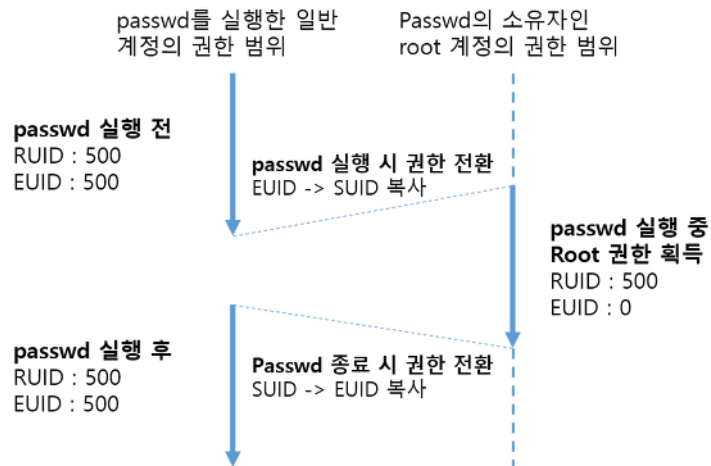 passwd를 실행한 일반
계정의 권한 범위
Passwd의 소유자인
root 계정의 권한 범위
passwd 실행 전
RUID : 500
EUID : 500
passwd 실행 시 권한 전환
EUID -> SUID 복사
passwd 실행 중
Root 권한 획득
RUID : 500
EUID : 0
passwd 실행 후
RUID : 500
EUID : 500
Passwd 종료 시 권한 전환
SUID -> EUID 복사